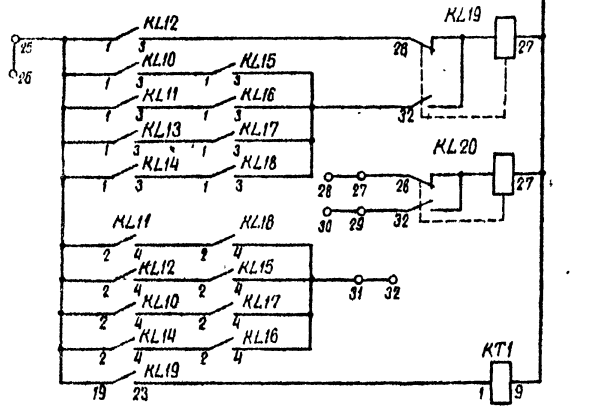 KL12 KL19
25 1 3 28 27
KL10 KL15
26 1 3 1 3
KL11 KL16
1 3 1 3 32
KL13 KL17
1 3 1 3
KL20
KL14 KL18
1 3 1 3 28 27 26 27
30 29 32
KL11 KL18
2 4 2 4
KL12 KL15
2 4 2 4 31 32
KL10 KL17
2 4 2 4
KL14 KL16
2 4 2 4
KT1
KL19
19 23 1 9